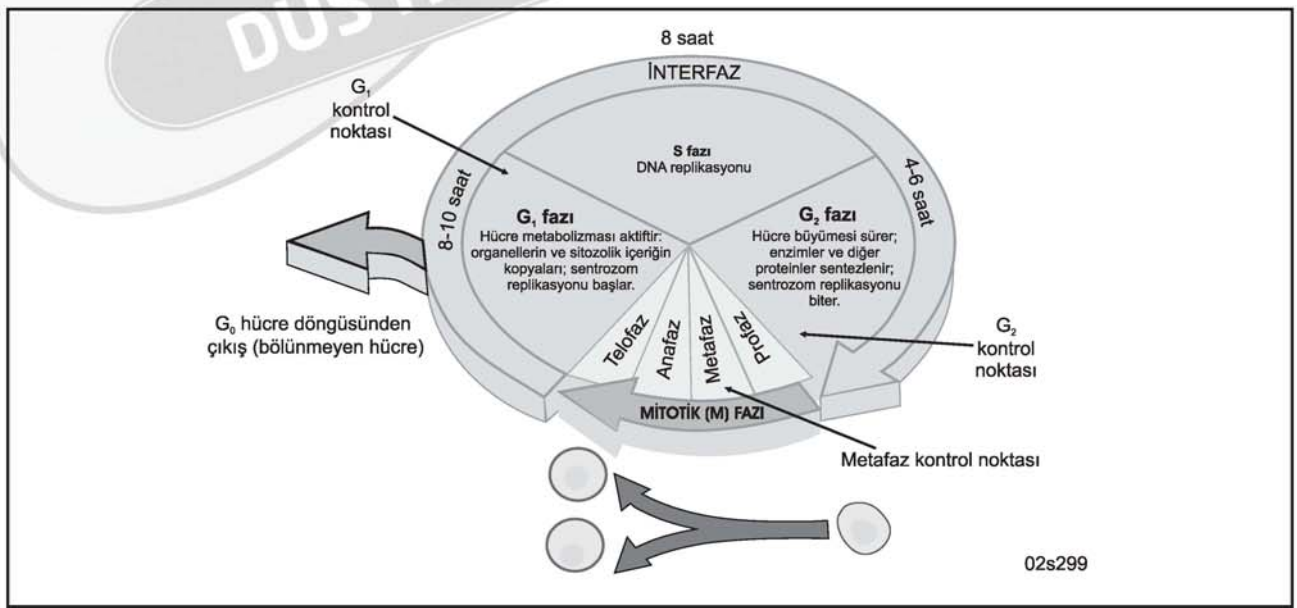 8 saat
İNTERFAZ
G₁
kontrol
noktası
S fazı
DNA replikasyonu
4-6 saat
8-10 saat
G₁ fazı
Hücre metabolizması aktiftir:
organellerin ve sitozolik içeriğin
kopyaları; sentrozom
replikasyonu başlar.
G₂ fazı
Hücre büyümesi sürer;
enzimler ve diğer
proteinler sentezlenir;
sentrozom replikasyonu
biter.
G₀ hücre döngüsünden
çıkış (bölünmeyen hücre)
Telofaz
Anafaz
Metafaz
Profaz
G₂
kontrol
noktası
MİTOTİK (M) FAZI
Metafaz kontrol noktası
02s299